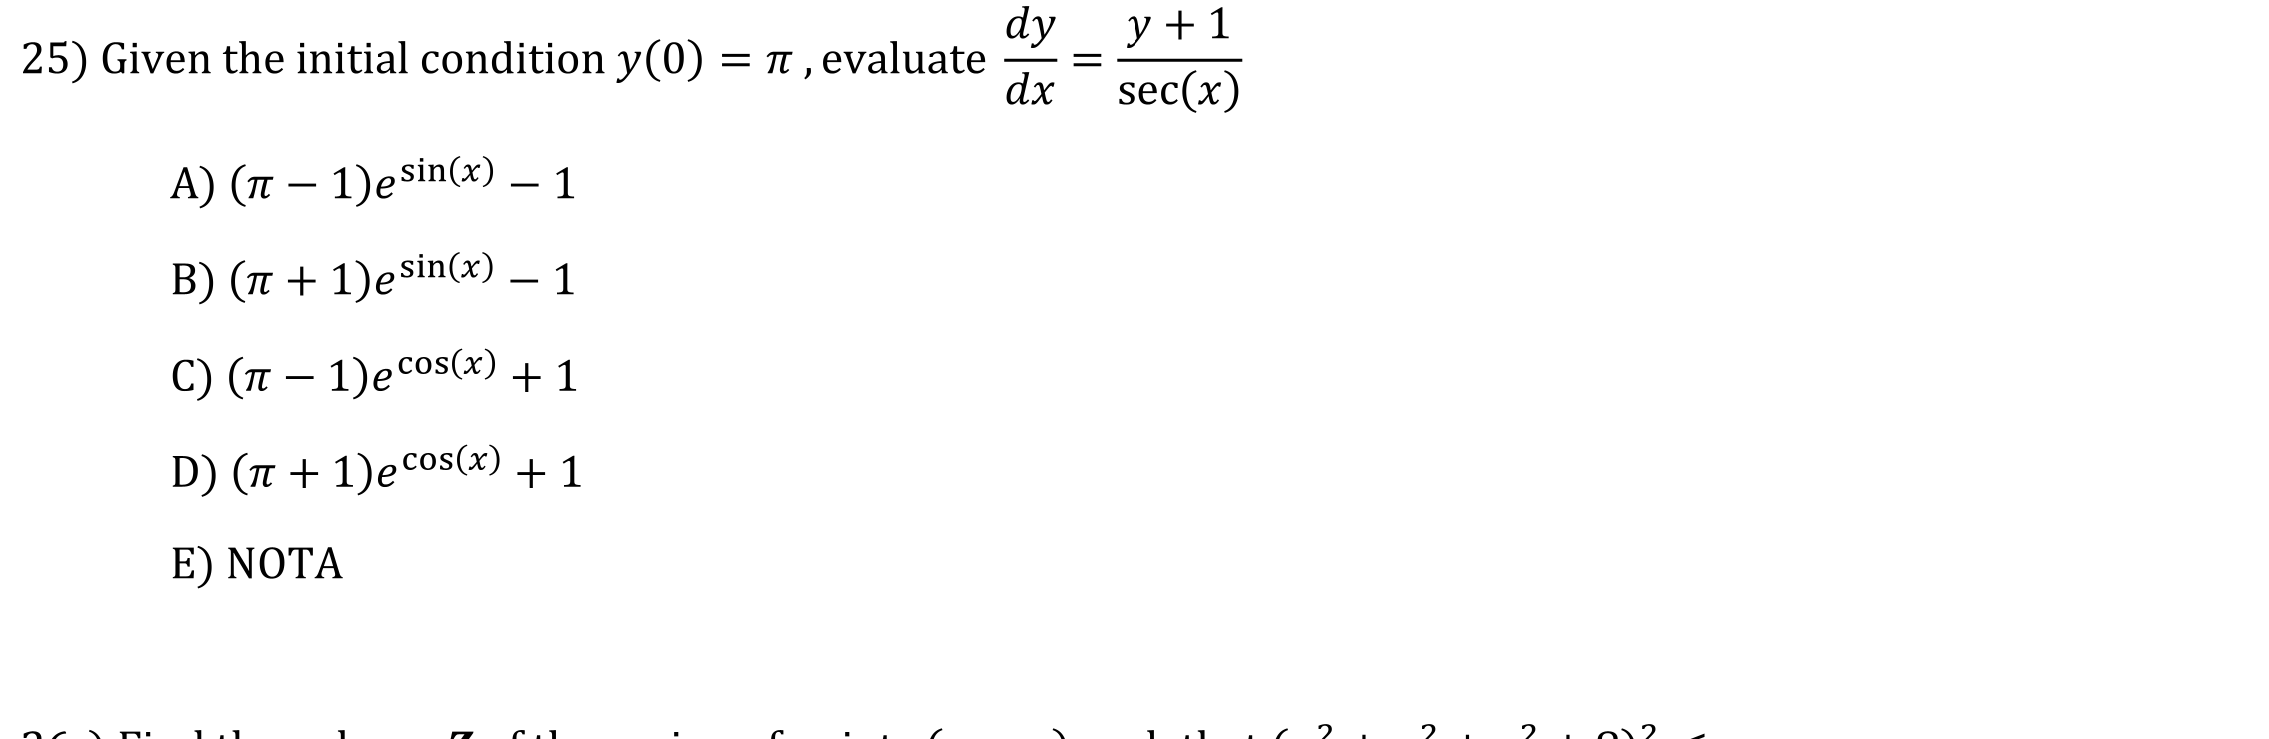 25) Given the initial condition y(0) = π , evaluate dy/dx = (y + 1)/sec(x)
A) (π − 1)e^sin(x) − 1
B) (π + 1)e^sin(x) − 1
C) (π − 1)e^cos(x) + 1
D) (π + 1)e^cos(x) + 1
E) NOTA